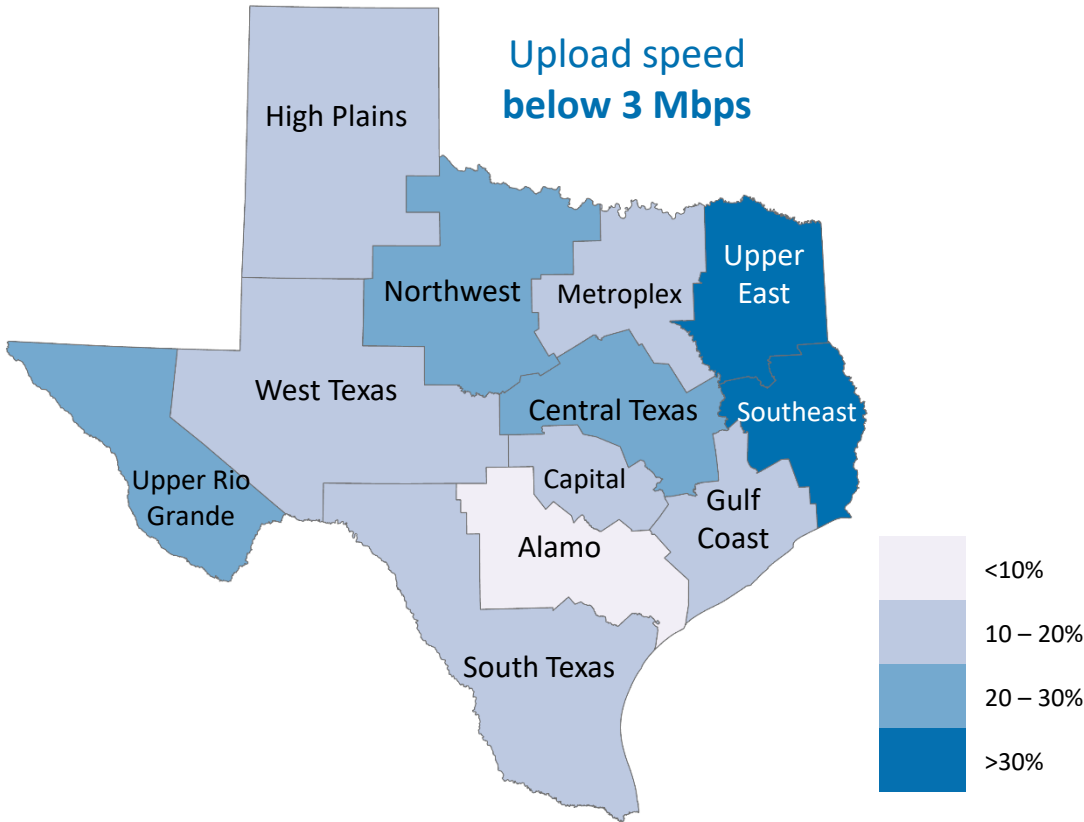 Upload speed
below 3 Mbps
High Plains
Upper
East
Northwest
Metroplex
West Texas
Central Texas
Southeast
Upper Rio
Grande
Capital
Gulf
Coast
Alamo
South Texas
<10%
10 – 20%
20 – 30%
>30%